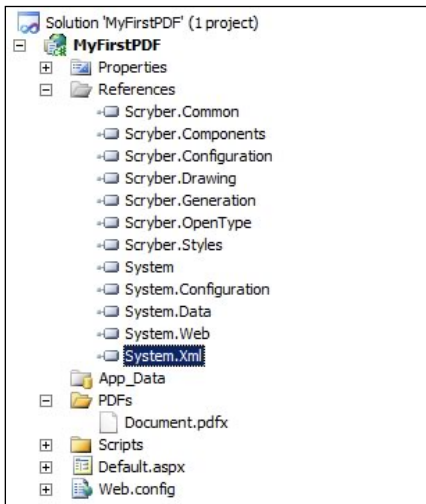 Solution 'MyFirstPDF' (1 project)
MyFirstPDF
Properties
References
Scryber.Common
Scryber.Components
Scryber.Configuration
Scryber.Drawing
Scryber.Generation
Scryber.OpenType
Scryber.Styles
System
System.Configuration
System.Data
System.Web
System.Xml
App_Data
PDFs
Document.pdfx
Scripts
Default.aspx
Web.config